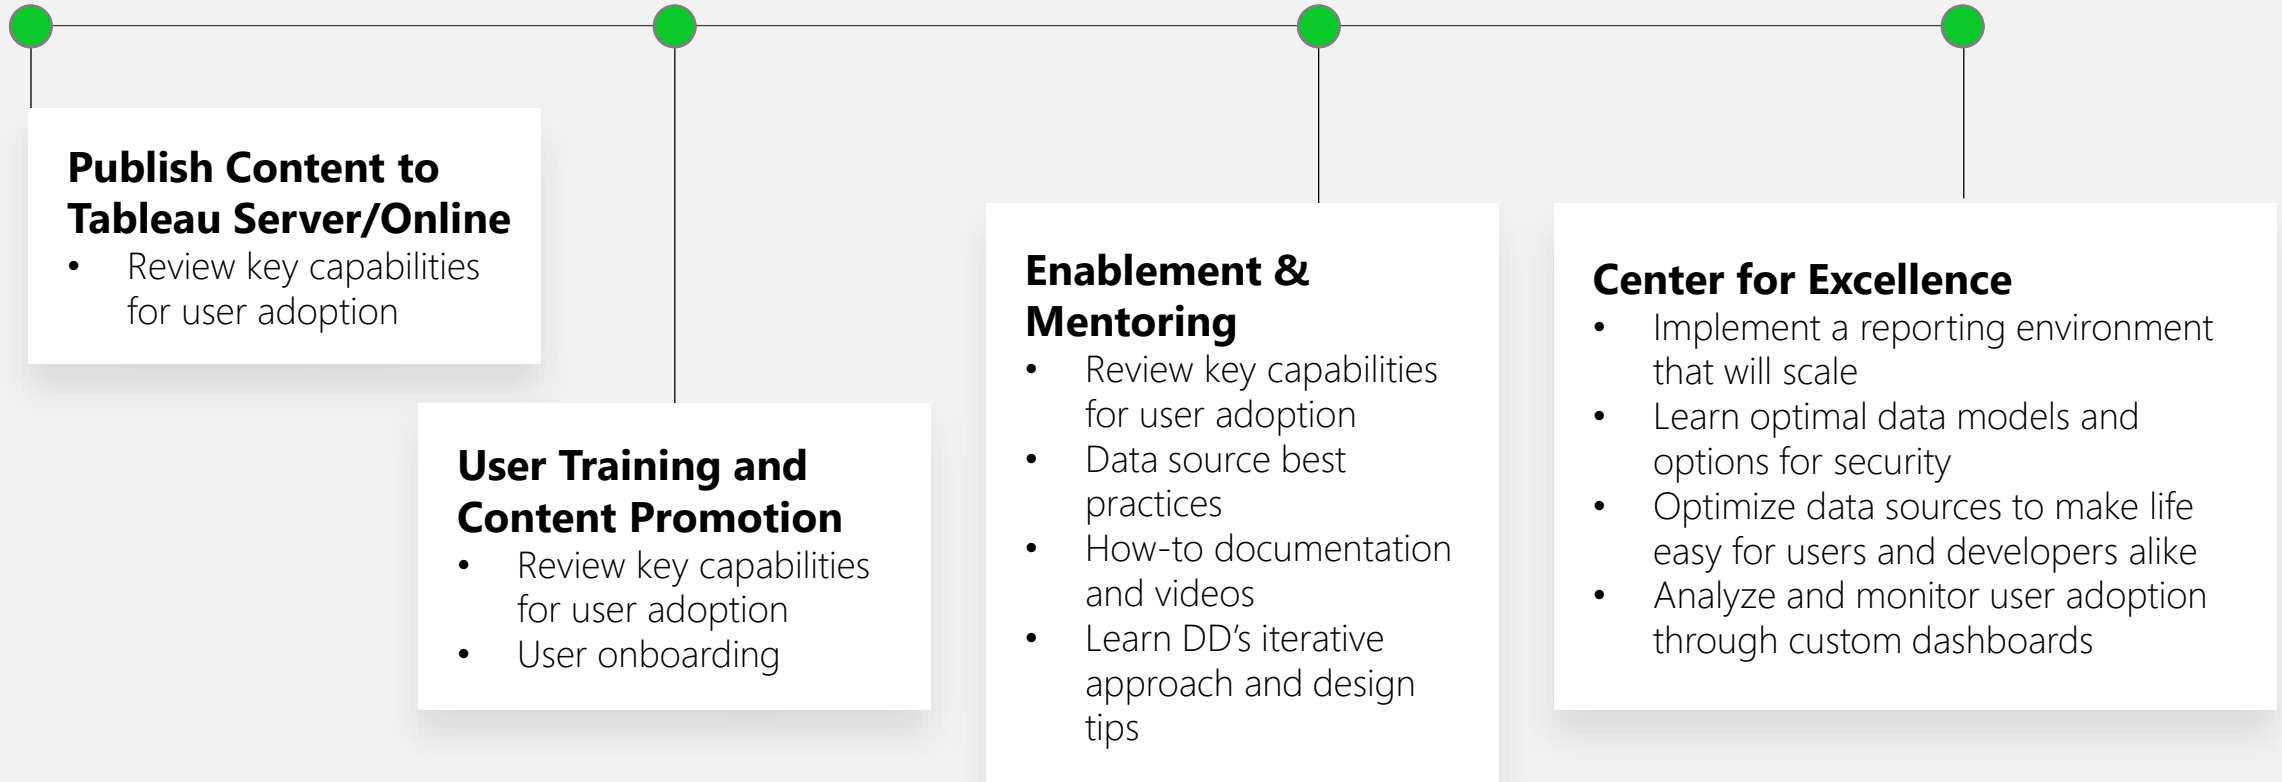 Publish Content to
Tableau Server/Online
• Review key capabilities
for user adoption
User Training and
Content Promotion
• Review key capabilities
for user adoption
• User onboarding
Enablement &
Mentoring
• Review key capabilities
for user adoption
• Data source best
practices
• How-to documentation
and videos
• Learn DD’s iterative
approach and design
tips
Center for Excellence
• Implement a reporting environment
that will scale
• Learn optimal data models and
options for security
• Optimize data sources to make life
easy for users and developers alike
• Analyze and monitor user adoption
through custom dashboards